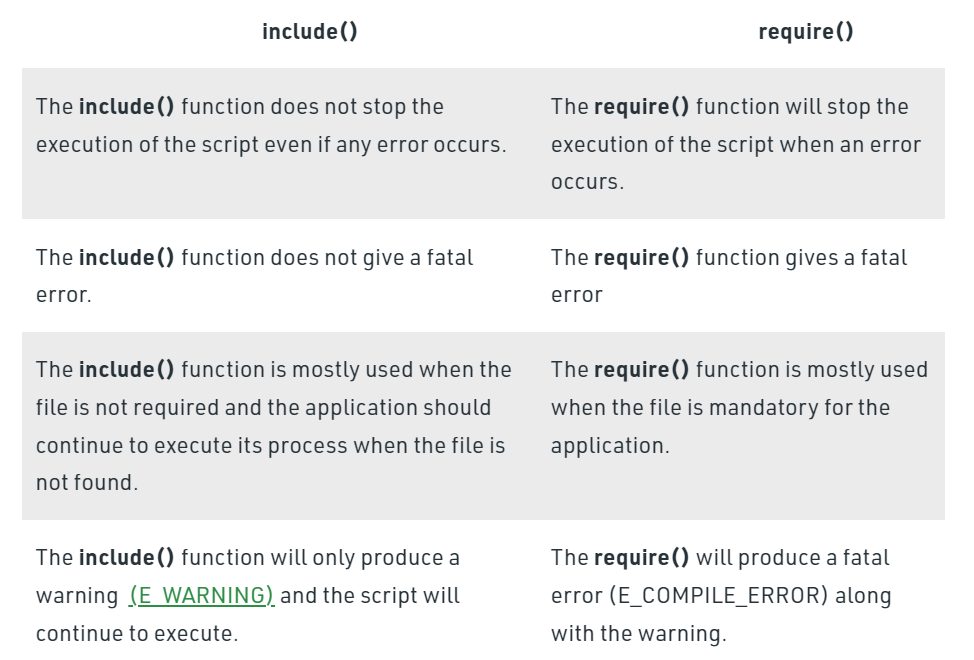 include()
require()
The include() function does not stop the
execution of the script even if any error occurs.
The require() function will stop the
execution of the script when an error
occurs.
The include() function does not give a fatal
error.
The require() function gives a fatal
error
The include() function is mostly used when the
file is not required and the application should
continue to execute its process when the file is
not found.
The require() function is mostly used
when the file is mandatory for the
application.
The include() function will only produce a
warning (E_WARNING) and the script will
continue to execute.
The require() will produce a fatal
error (E_COMPILE_ERROR) along
with the warning.